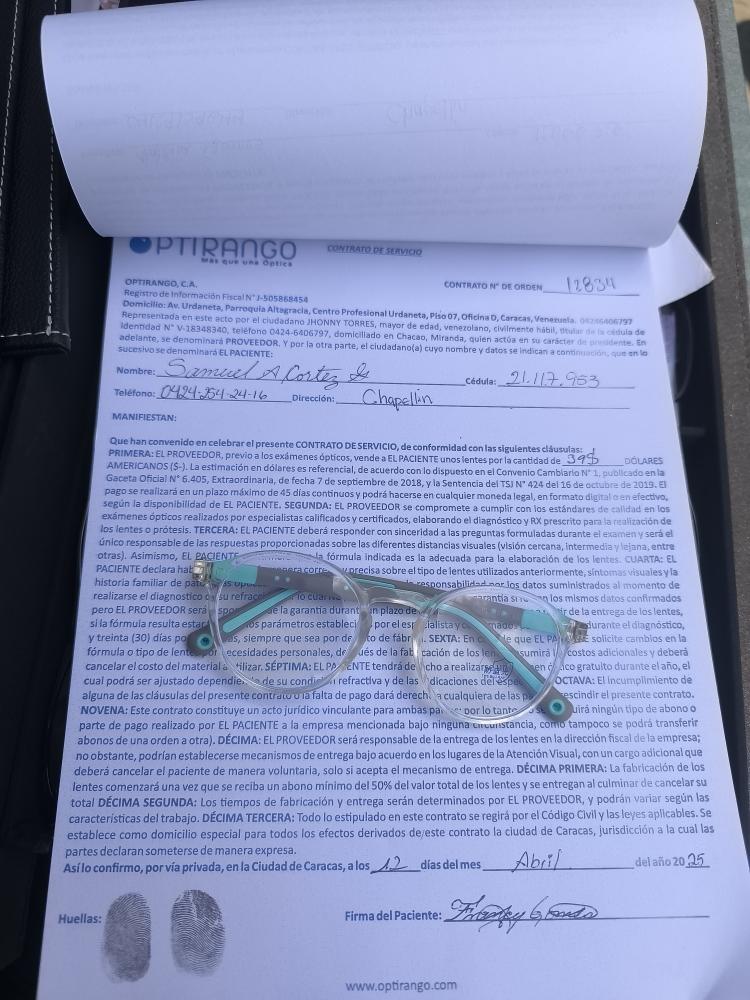 OPTIRANGO
Más que una Óptica
CONTRATO DE SERVICIO
OPTIRANGO, C.A.
CONTRATO N° DE ORDEN 12834
Registro de Información Fiscal N° J-505868454
Domicilio: Av. Urdaneta, Parroquia Altagracia, Centro Profesional Urdaneta, Piso 07, Oficina D, Caracas, Venezuela. 04246406797
Representada en este acto por el ciudadano JHONNY TORRES, mayor de edad, venezolano, civilmente hábil, titular de la cédula de
Identidad N° V-18348340, teléfono 0424-6406797, domiciliado en Chacao, Miranda, quien actúa en su carácter de presidente. En
adelante, se denominará PROVEEDOR. Y por la otra parte, el ciudadano(a) cuyo nombre y datos se indican a continuación, que en lo
sucesivo se denominará EL PACIENTE:
Nombre: Samuel A Cortez Cédula: 21.117.953
Teléfono: 0424-254-24-16 Dirección: Chapellin
MANIFIESTAN:
Que han convenido en celebrar el presente CONTRATO DE SERVICIO, de conformidad con las siguientes cláusulas:
PRIMERA: EL PROVEEDOR, previo a los exámenes ópticos, vende a EL PACIENTE unos lentes por la cantidad de 39$ DÓLARES
AMERICANOS ($-). La estimación en dólares es referencial, de acuerdo con lo dispuesto en el Convenio Cambiario N° 1, publicado en la
Gaceta Oficial N° 6.405, Extraordinaria, de fecha 7 de septiembre de 2018, y la Sentencia del TSJ N° 424 del 16 de octubre de 2019. El
pago se realizará en un plazo máximo de 45 días continuos y podrá hacerse en cualquier moneda legal, en formato digital o en efectivo,
según la disponibilidad de EL PACIENTE. SEGUNDA: EL PROVEEDOR se compromete a cumplir con los estándares de calidad en los
exámenes ópticos realizados por especialistas calificados y certificados, elaborando el diagnóstico y RX prescrito para la realización de
los lentes o prótesis. TERCERA: EL PACIENTE deberá responder con sinceridad a las preguntas formuladas durante el examen y será el
único responsable de las respuestas proporcionadas sobre las diferentes distancias visuales (visión cercana, intermedia y lejana, entre
otras). Asimismo, EL PACIENTE la fórmula indicada es la adecuada para la elaboración de los lentes. CUARTA: EL
PACIENTE declara correcta y precisa sobre el tipo de lentes utilizados anteriormente, síntomas visuales y la
historia familiar de responsabilidad por los datos suministrados al momento de
realizarse el diagnostico o su con los mismos datos confirmados
pero EL PROVEEDOR será la garantía durante un plazo de de la entrega de los lentes,
si la fórmula resulta parámetros establecidos por el durante el diagnóstico,
y treinta (30) días siempre que sea por de fábrica. SEXTA: En que EL solicite cambios en la
fórmula o tipo de necesidades personales, después de la fabricación de los asumirá costos adicionales y deberá
cancelar el costo del material a utilizar. SÉPTIMA: EL PACIENTE tendrá derecho a gratuito durante el año, el
cual podrá ser ajustado su condición refractiva y las indicaciones del OCTAVA: El incumplimiento de
alguna de las cláusulas del presente contrato o la falta de pago dará derecho a cualquiera de las partes rescindir el presente contrato.
NOVENA: Este contrato constituye un acto jurídico vinculante para ambas partes por lo tanto ningún tipo de abono o
parte de pago realizado por EL PACIENTE a la empresa mencionada bajo ninguna circunstancia, como tampoco se podrá transferir
abonos de una orden a otra). DÉCIMA: EL PROVEEDOR será responsable de la entrega de los lentes en la dirección fiscal de la empresa;
no obstante, podrían establecerse mecanismos de entrega bajo acuerdo en los lugares de la Atención Visual, con un cargo adicional que
deberá cancelar el paciente de manera voluntaria, solo si acepta el mecanismo de entrega. DÉCIMA PRIMERA: La fabricación de los
lentes comenzará una vez que se reciba un abono mínimo del 50% del valor total de los lentes y se entregan al culminar de cancelar su
total DÉCIMA SEGUNDA: Los tiempos de fabricación y entrega serán determinados por EL PROVEEDOR, y podrán variar según las
características del trabajo. DÉCIMA TERCERA: Todo lo estipulado en este contrato se regirá por el Código Civil y las leyes aplicables. Se
establece como domicilio especial para todos los efectos derivados de este contrato la ciudad de Caracas, jurisdicción a la cual las
partes declaran someterse de manera expresa.
Así lo confirmo, por vía privada, en la Ciudad de Caracas, a los 12 días del mes Abril del año 2025
Huellas:
Firma del Paciente:
www.optirango.com